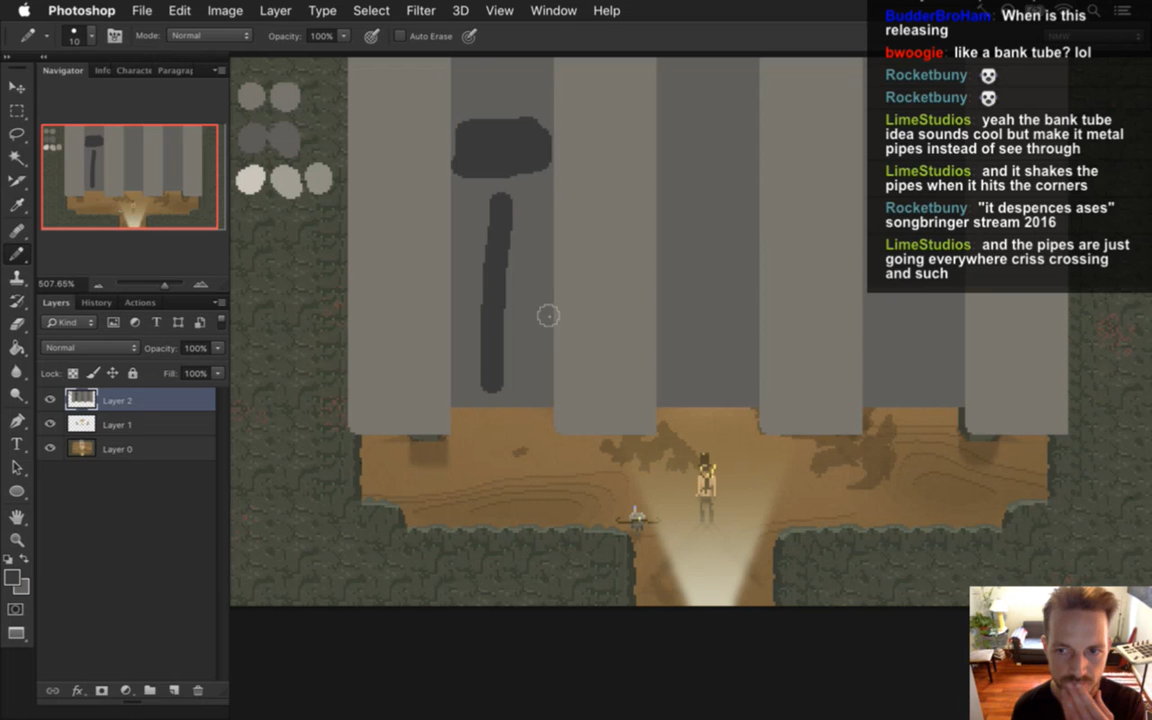 Photoshop File Edit Image Layer Type Select Filter 3D View Window Help
10 Mode: Normal Opacity: 100% Auto Erase
Navigator Info Characte Paragrap
507.65%
Layers History Actions
Kind
Normal Opacity: 100%
Lock: Fill: 100%
Layer 2
Layer 1
Layer 0
fx
BudderBroHam: When is this
releasing
bwoogie: like a bank tube? lol
Rocketbuny
Rocketbuny
LimeStudios yeah the bank tube
idea sounds cool but make it metal
pipes instead of see through
LimeStudios and it shakes the
pipes when it hits the corners
Rocketbuny: "it despences ases"
songbringer stream 2016
LimeStudios and the pipes are just
going everywhere criss crossing
and such